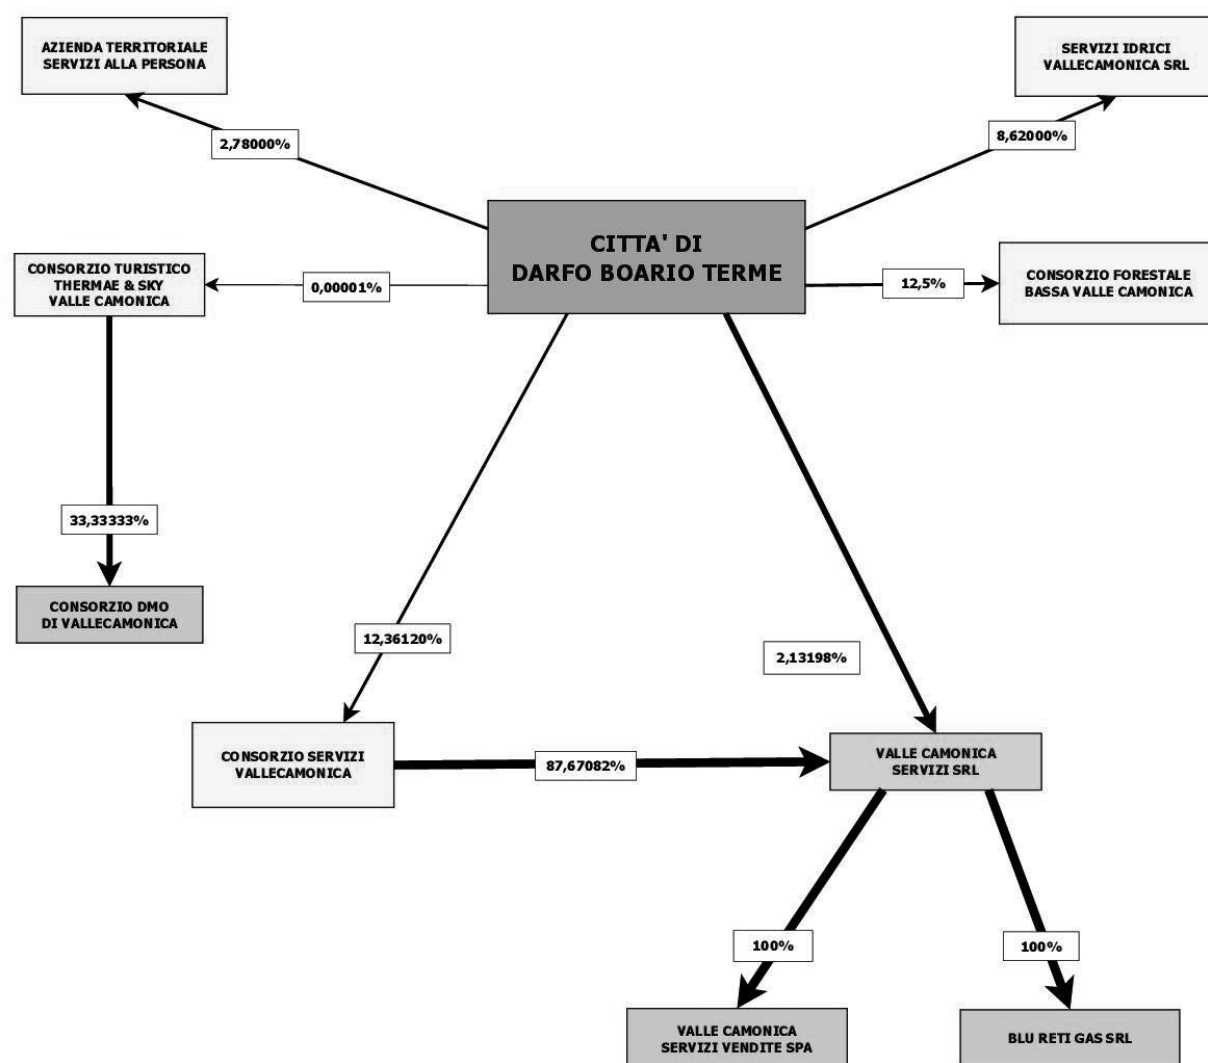 AZIENDA TERRITORIALE
SERVIZI ALLA PERSONA
SERVIZI IDRICI
VALLECAMONICA SRL
2,78000%
8,62000%
CITTA' DI
DARFO BOARIO TERME
CONSORZIO TURISTICO
THERMAE & SKY
VALLE CAMONICA
0,00001%
12,5%
CONSORZIO FORESTALE
BASSA VALLE CAMONICA
33,33333%
CONSORZIO DMO
DI VALLECAMONICA
12,36120%
2,13198%
CONSORZIO SERVIZI
VALLECAMONICA
87,67082%
VALLE CAMONICA
SERVIZI SRL
100%
100%
VALLE CAMONICA
SERVIZI VENDITE SPA
BLU RETI GAS SRL